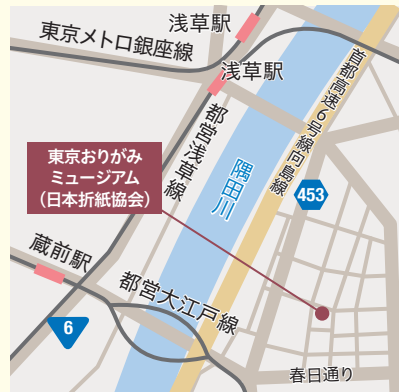 浅草駅
東京メトロ銀座線
浅草駅
首都高速6号線向島線
都営浅草線
東京おりがみ
ミュージアム
（日本折紙協会）
隅田川
453
蔵前駅
都営大江戸線
6
春日通り